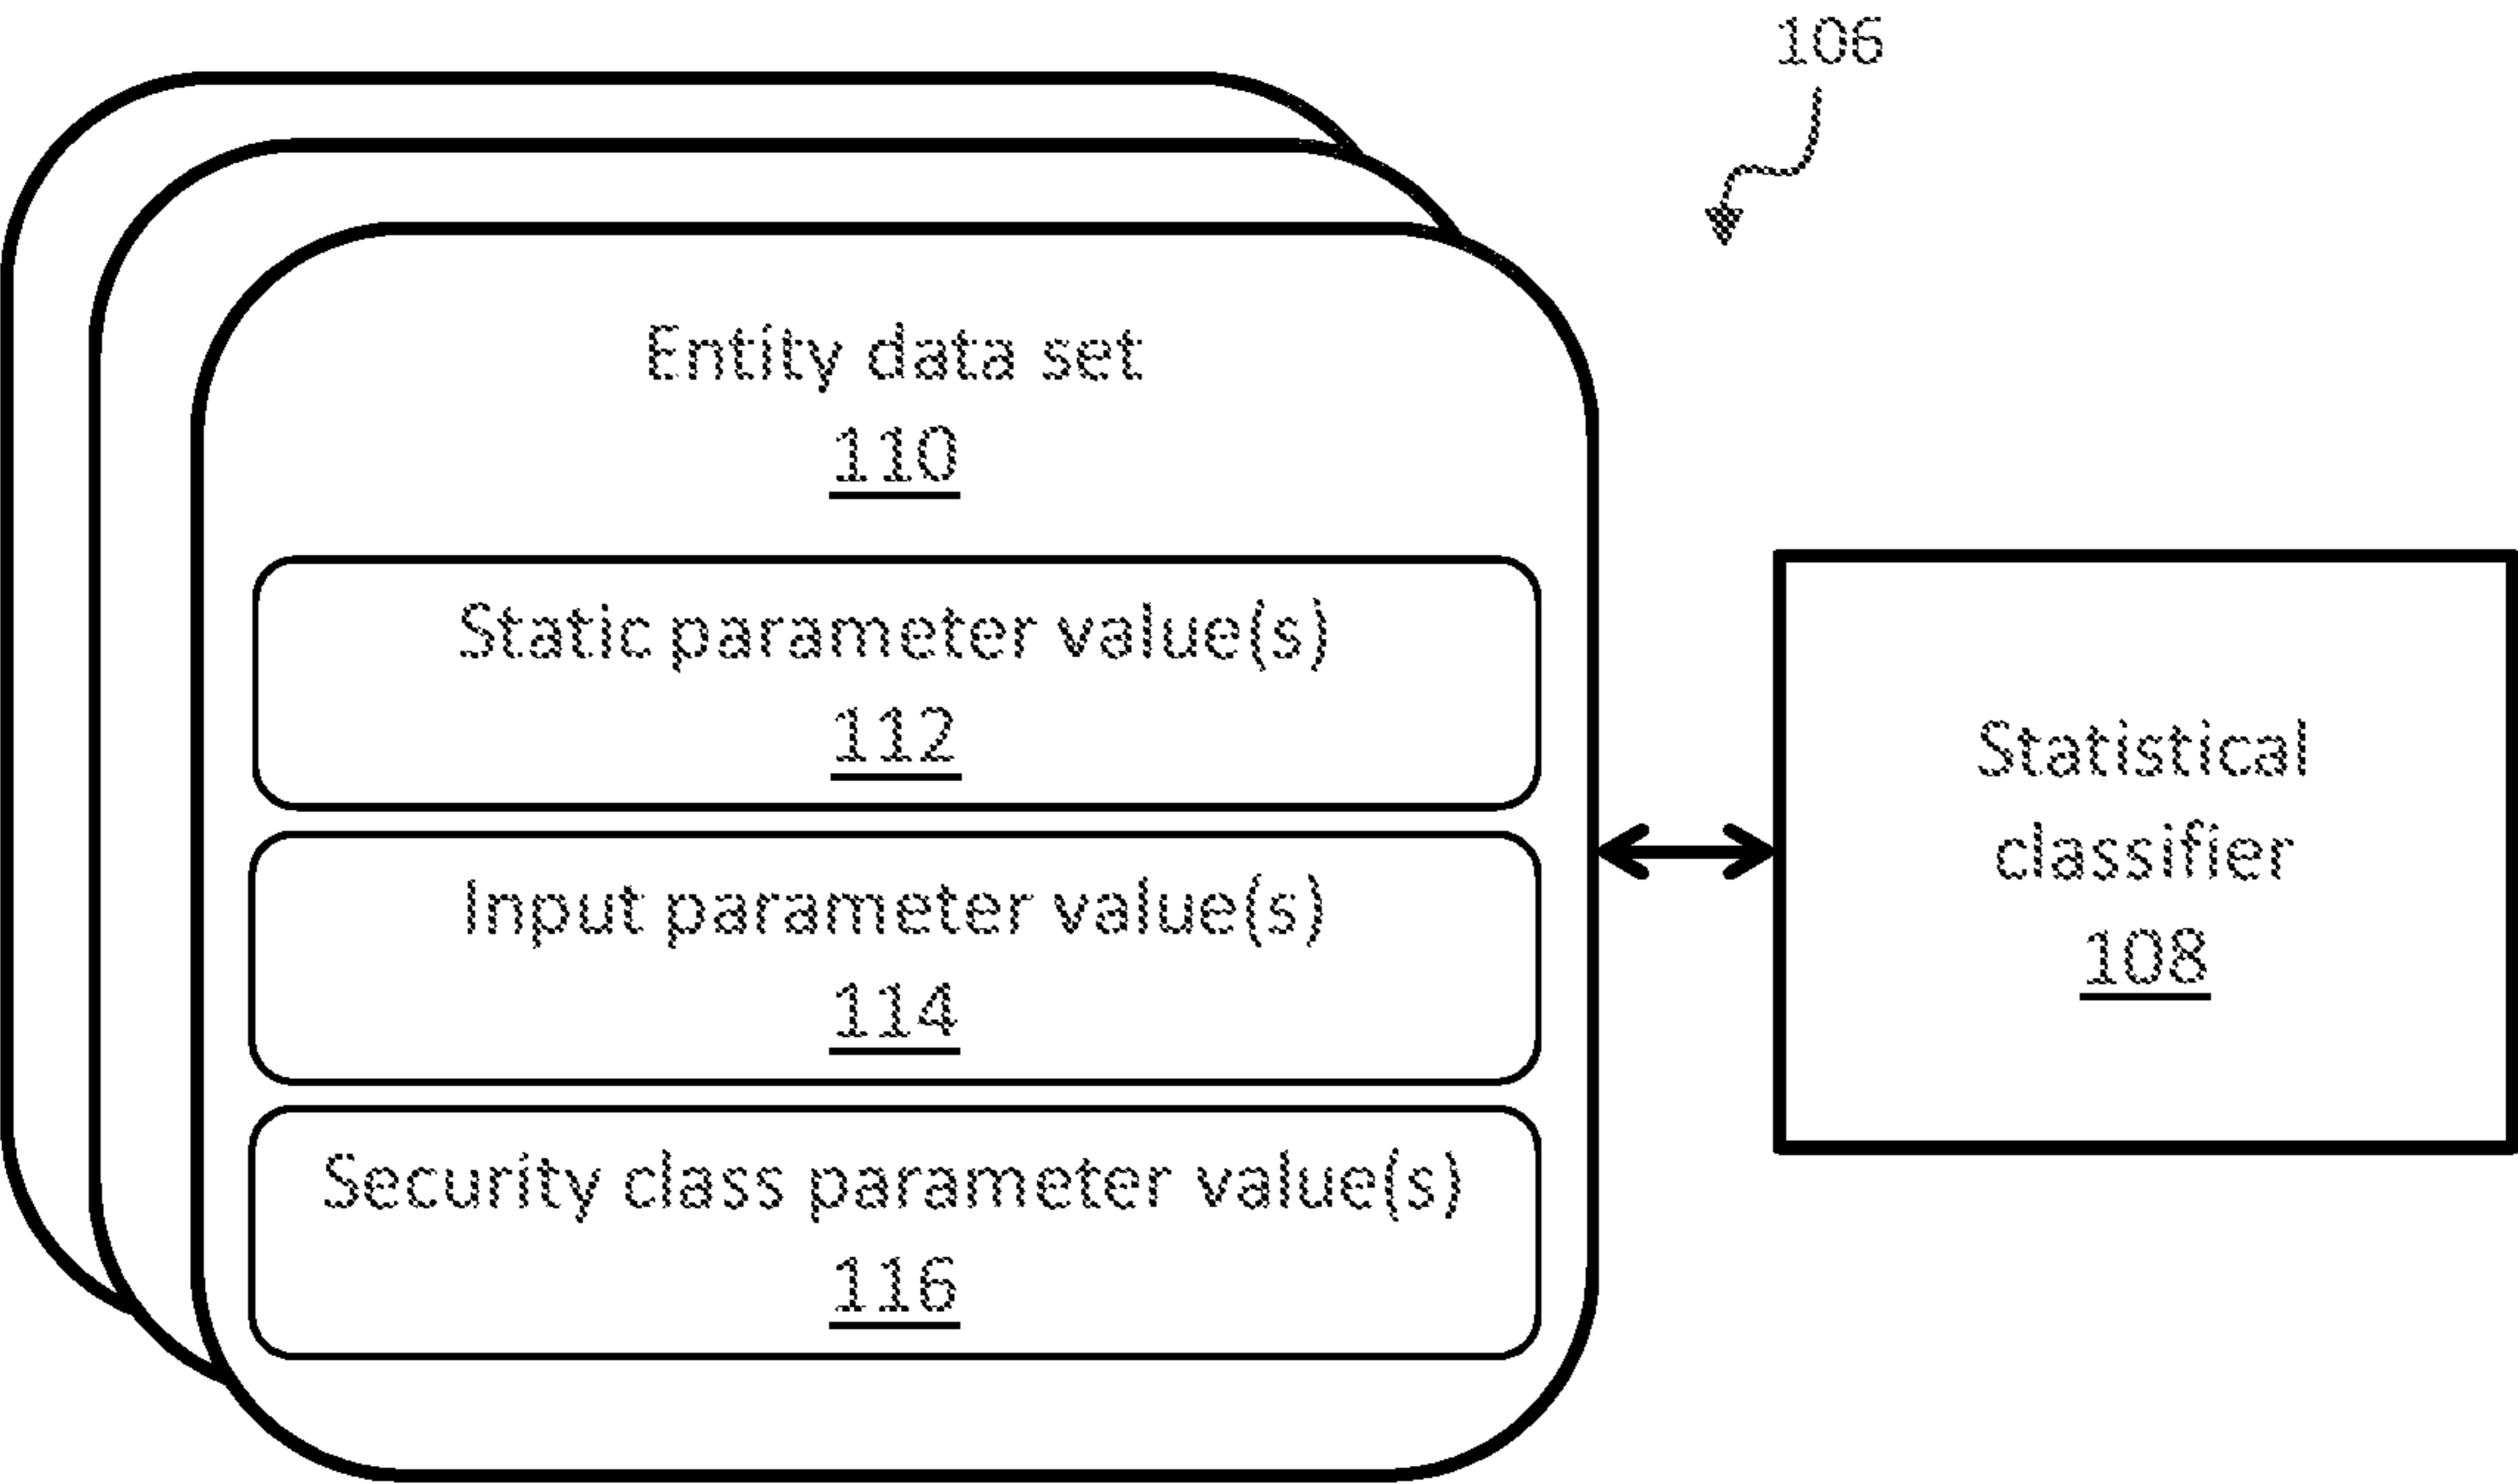 106
Entity data set
110
Static parameter value(s)
112
Input parameter value(s)
114
Security class parameter value(s)
116
Statistical
classifier
108